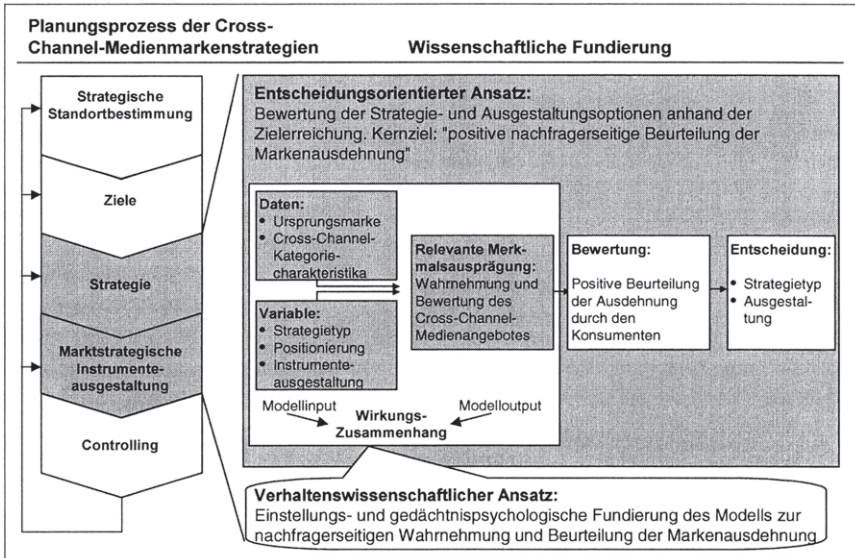 Planungsprozess der Cross-
Channel-Medienmarkenstrategien
Wissenschaftliche Fundierung
Strategische
Standortbestimmung
Ziele
Strategie
Marktstrategische
Instrumente-
ausgestaltung
Controlling
Entscheidungsorientierter Ansatz:
Bewertung der Strategie- und Ausgestaltungsoptionen anhand der
Zielerreichung. Kernziel: "positive nachfragerseitige Beurteilung der
Markenausdehnung"
Daten:
• Ursprungsmarke
• Cross-Channel-
Kategorie-
charakteristika
Variable:
• Strategietyp
• Positionierung
• Instrumente-
ausgestaltung
Relevante Merk-
malsausprägung:
Wahrnehmung und
Bewertung des
Cross-Channel-
Medienangebotes
Bewertung:
Positive Beurteilung
der Ausdehnung
durch den
Konsumenten
Entscheidung:
• Strategietyp
• Ausgestal-
tung
Modellinput
Modelloutput
Wirkungs-
Zusammenhang
Verhaltenswissenschaftlicher Ansatz:
Einstellungs- und gedächtnispsychologische Fundierung des Modells zur
nachfragerseitigen Wahrnehmung und Beurteilung der Markenausdehnung